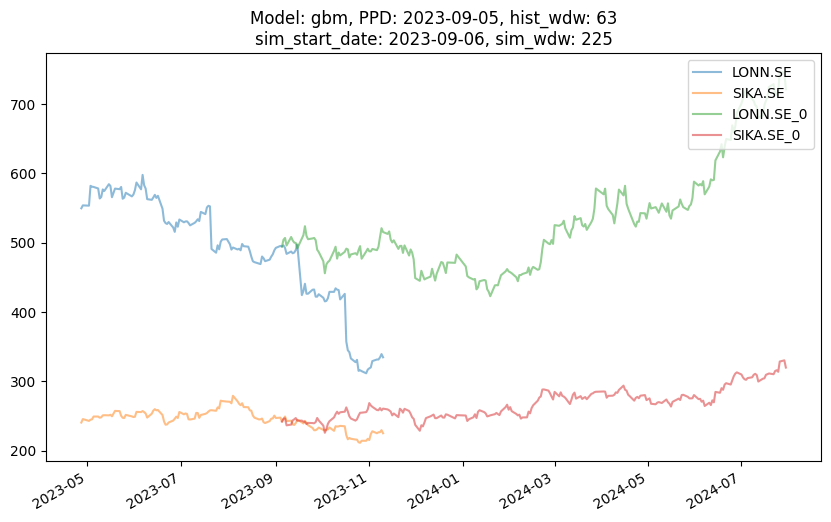 Model: gbm, PPD: 2023-09-05, hist_wdw: 63
sim_start_date: 2023-09-06, sim_wdw: 225
LONN.SE
SIKA.SE
LONN.SE_0
SIKA.SE_0
700
600
500
400
300
200
2023-05
2023-07
2023-09
2023-11
2024-01
2024-03
2024-05
2024-07